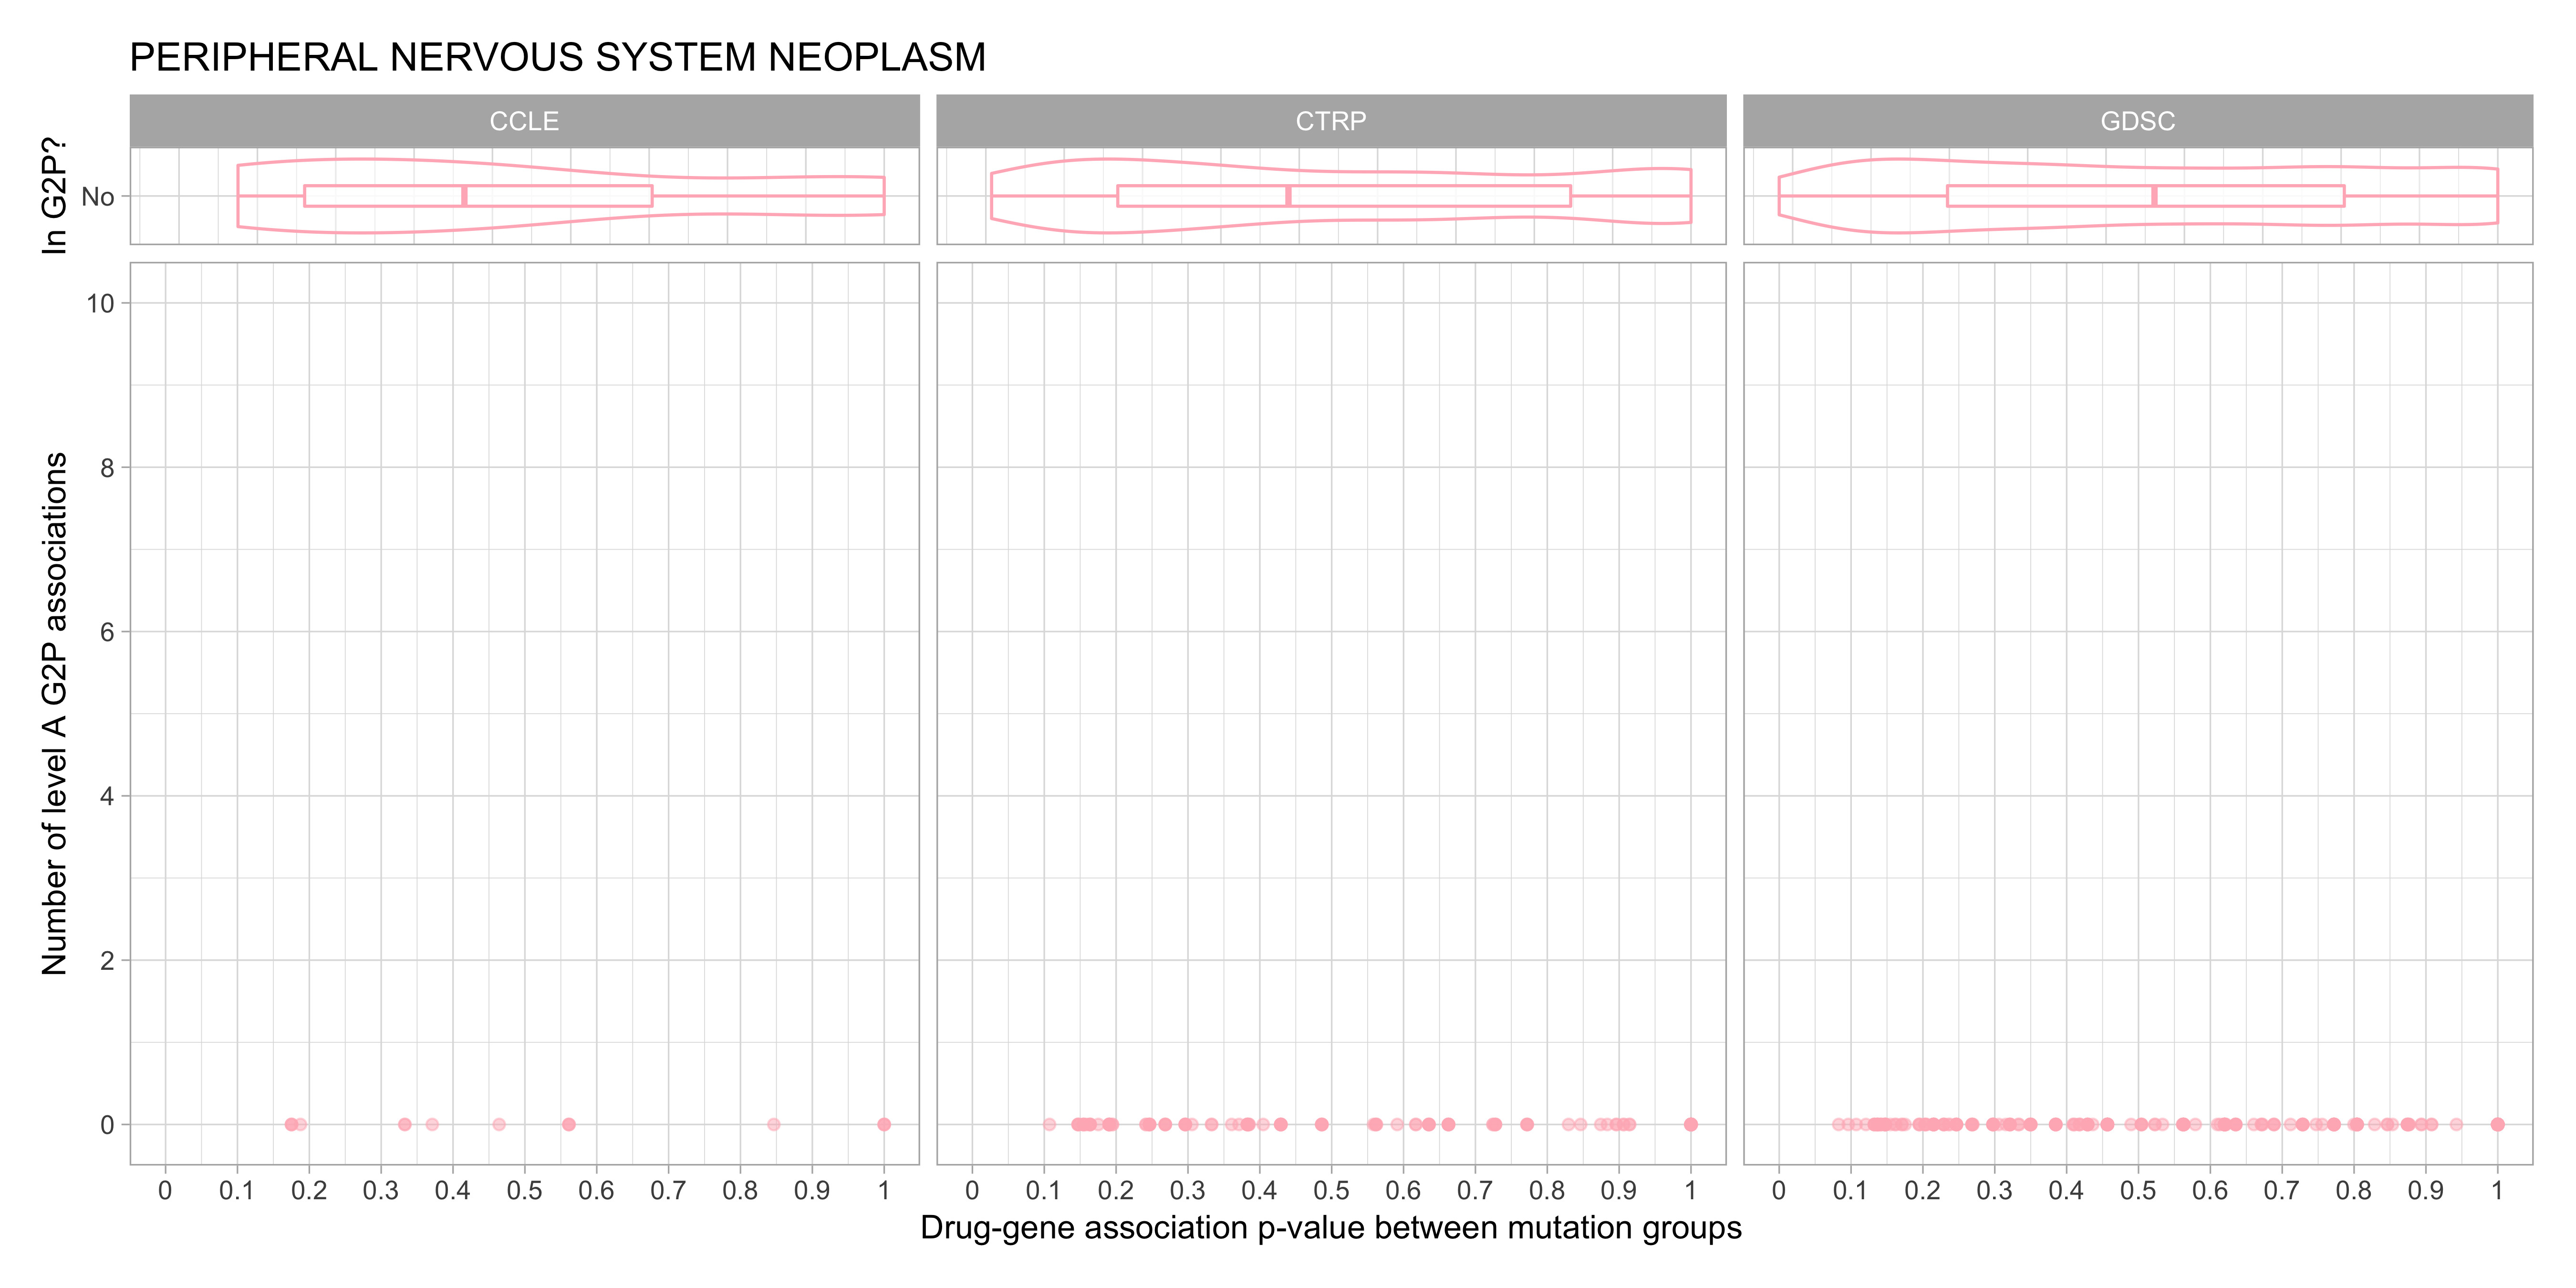 PERIPHERAL NERVOUS SYSTEM NEOPLASM
CCLE
CTRP
GDSC
In G2P?
No
Number of level A G2P associations
10
8
6
4
2
0
0 0.1 0.2 0.3 0.4 0.5 0.6 0.7 0.8 0.9 1
0 0.1 0.2 0.3 0.4 0.5 0.6 0.7 0.8 0.9 1
0 0.1 0.2 0.3 0.4 0.5 0.6 0.7 0.8 0.9 1
Drug-gene association p-value between mutation groups